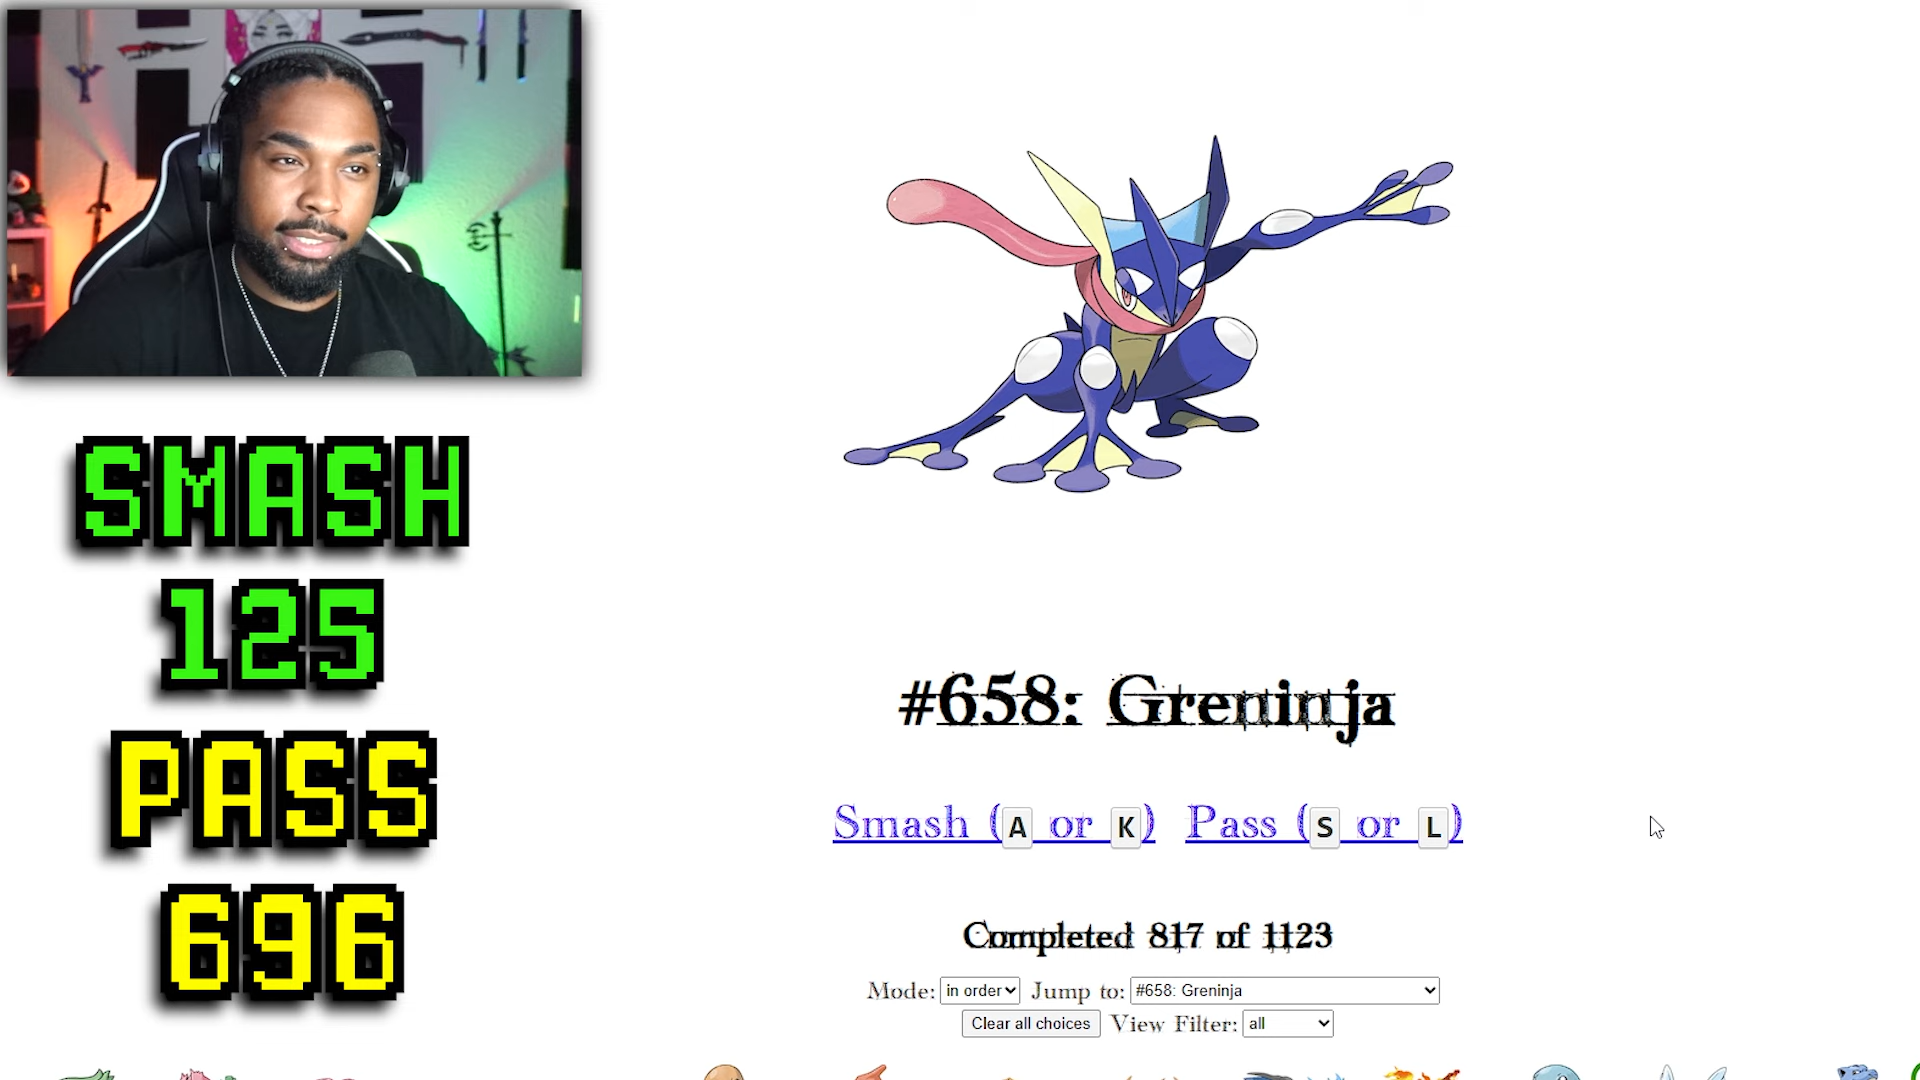 SMASH
125
PASS
696
#658: Greninja
Smash (A or K) Pass (S or L)
Completed 817 of 1123
Mode: in order Jump to: #658: Greninja
Clear all choices View Filter: all